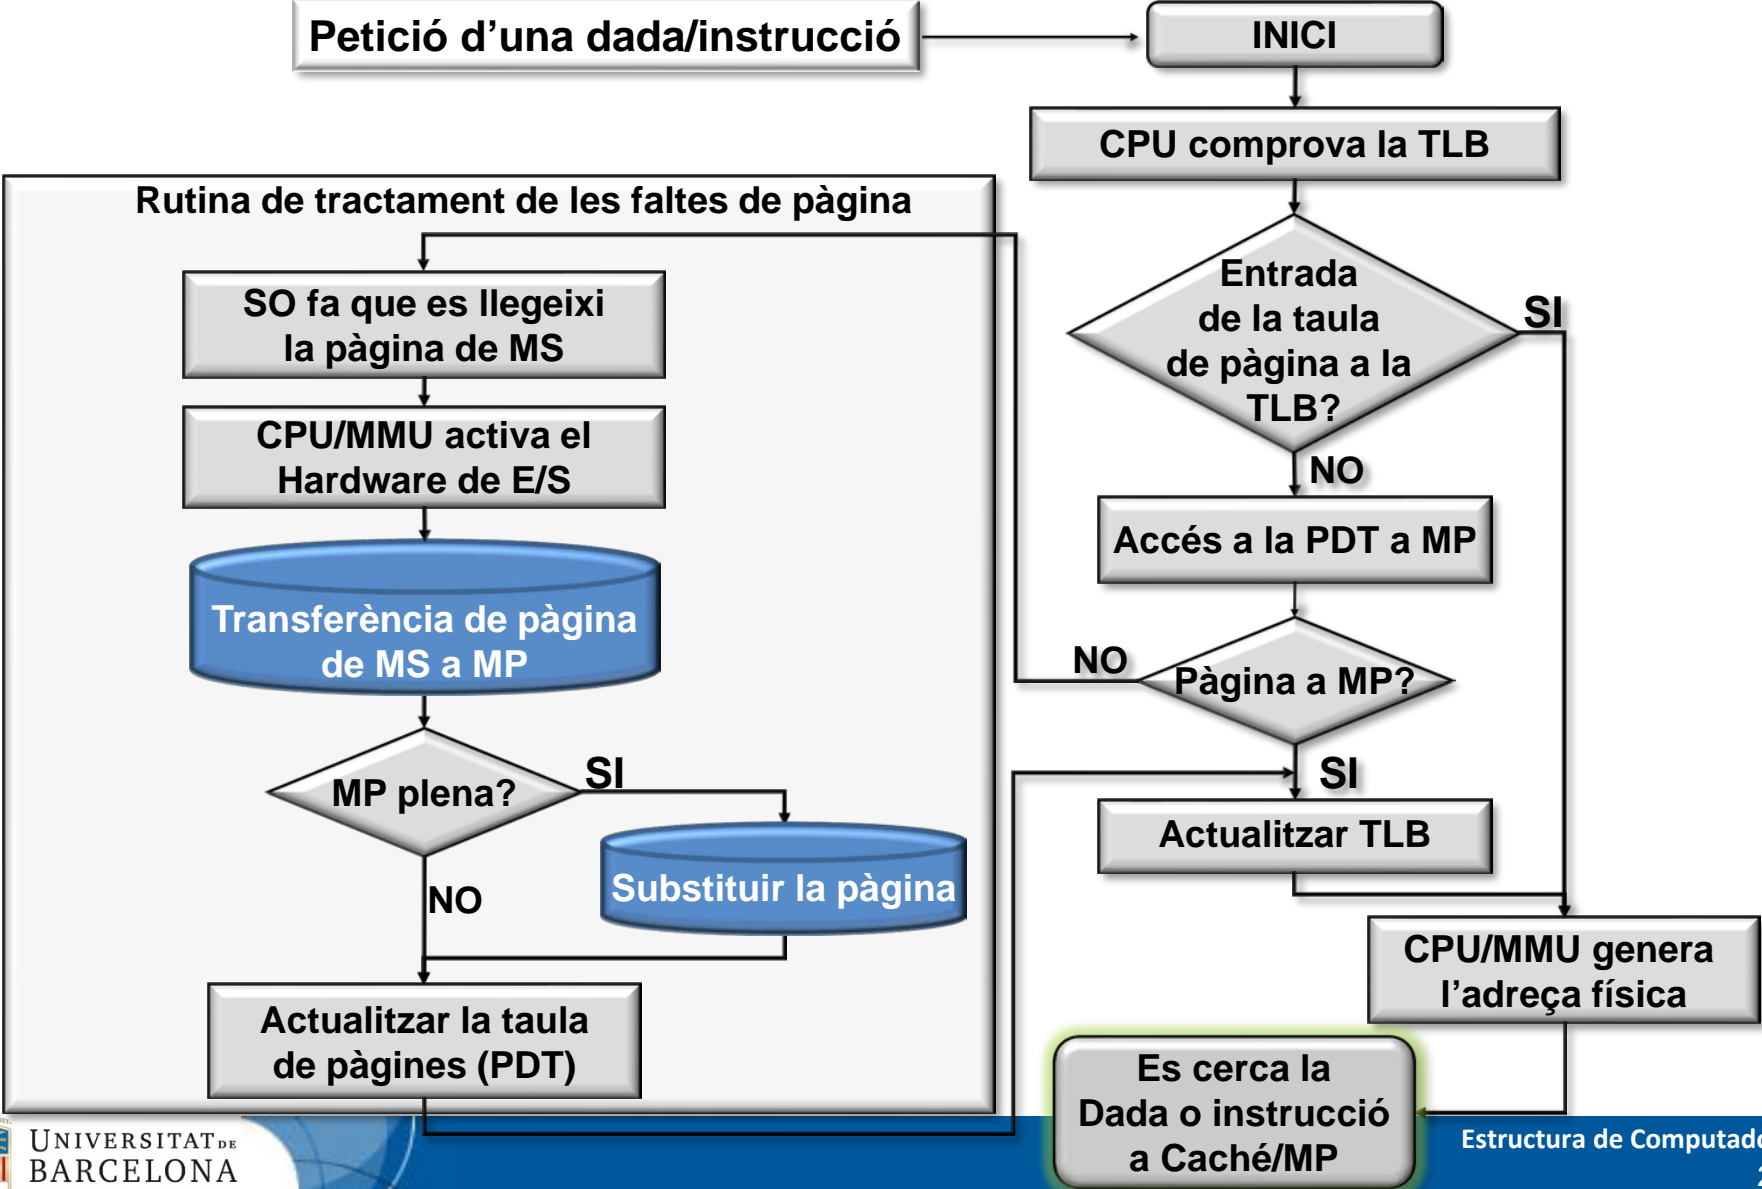 Petició d’una dada/instrucció
INICI
CPU comprova la TLB
Entrada
de la taula
de pàgina a la
TLB?
SI
NO
Accés a la PDT a MP
Pàgina a MP?
NO
SI
Actualitzar TLB
CPU/MMU genera
l’adreça física
Es cerca la
Dada o instrucció
a Caché/MP
Rutina de tractament de les faltes de pàgina
SO fa que es llegeixi
la pàgina de MS
CPU/MMU activa el
Hardware de E/S
Transferència de pàgina
de MS a MP
MP plena?
SI
Substituir la pàgina
NO
Actualitzar la taula
de pàgines (PDT)
UNIVERSITAT DE
BARCELONA
Estructura de